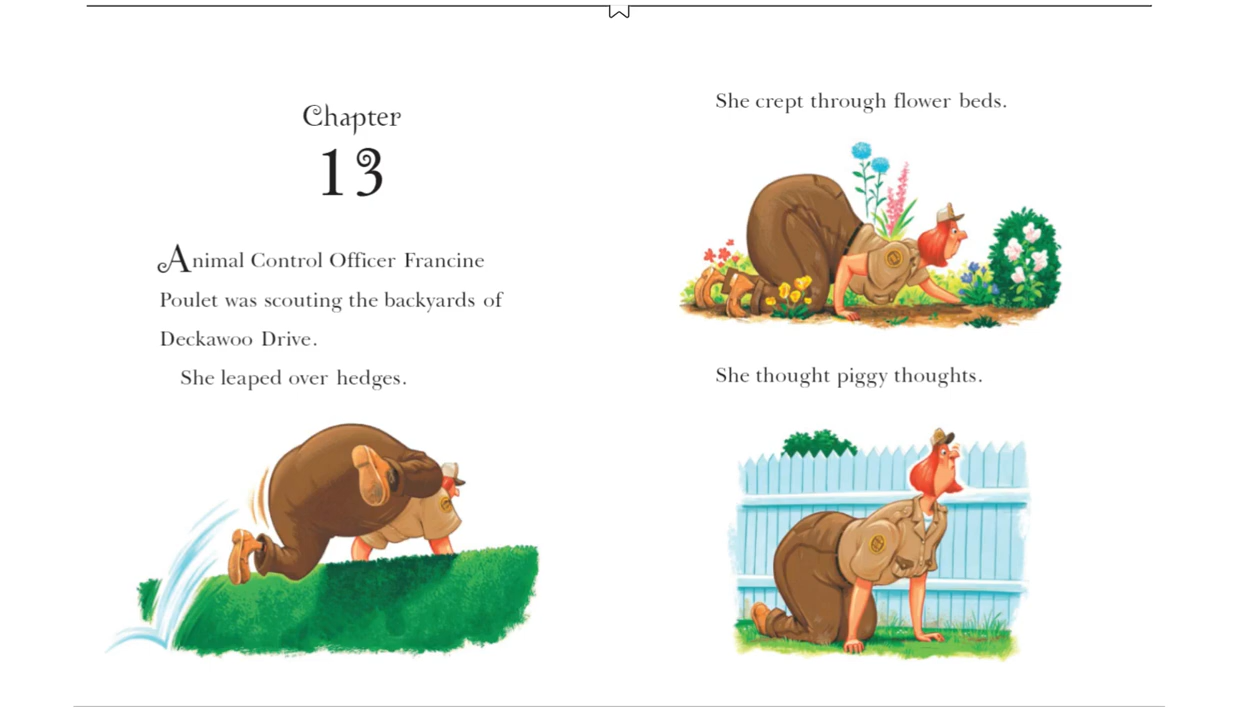 Chapter
13
Animal Control Officer Francine
Poulet was scouting the backyards of
Deckawoo Drive.
She leaped over hedges.
She crept through flower beds.
She thought piggy thoughts.